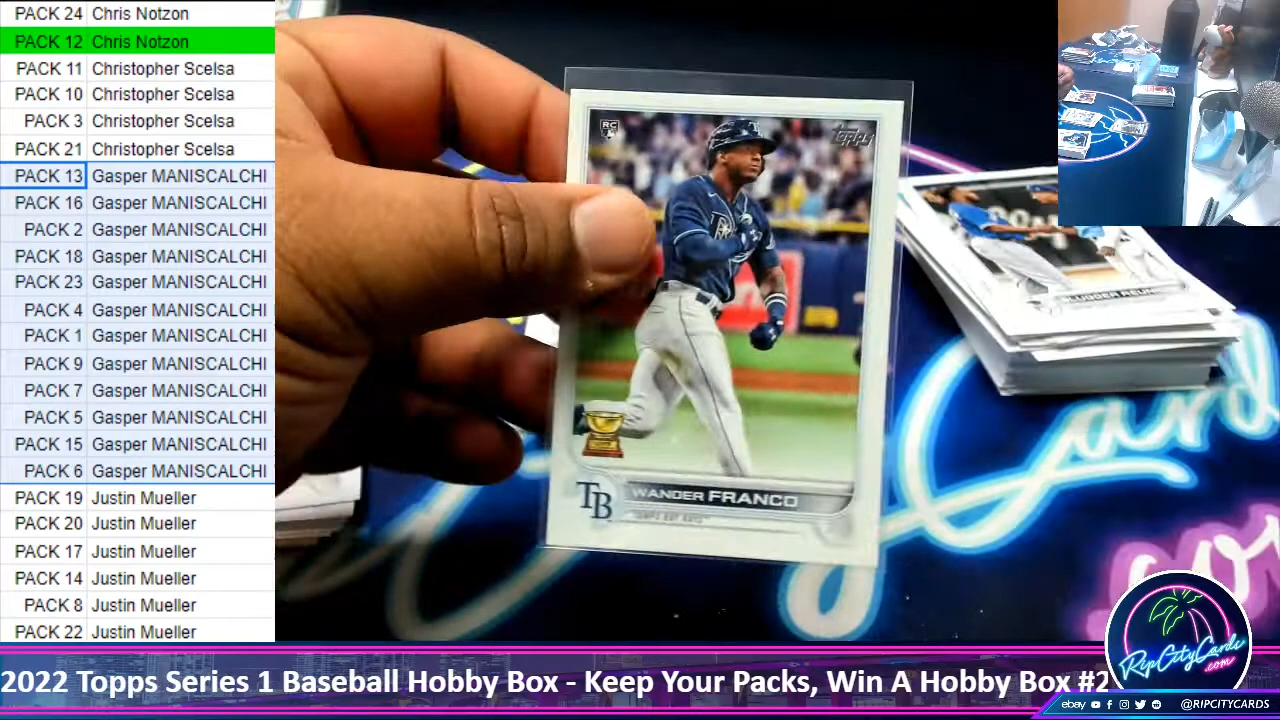 PACK 24 Chris Notzon
PACK 12 Chris Notzon
PACK 11 Christopher Scelsa
PACK 10 Christopher Scelsa
PACK 3 Christopher Scelsa
PACK 21 Christopher Scelsa
PACK 13 Gasper MANISCALCHI
PACK 16 Gasper MANISCALCHI
PACK 2 Gasper MANISCALCHI
PACK 18 Gasper MANISCALCHI
PACK 23 Gasper MANISCALCHI
PACK 4 Gasper MANISCALCHI
PACK 1 Gasper MANISCALCHI
PACK 9 Gasper MANISCALCHI
PACK 7 Gasper MANISCALCHI
PACK 5 Gasper MANISCALCHI
PACK 15 Gasper MANISCALCHI
PACK 6 Gasper MANISCALCHI
PACK 19 Justin Mueller
PACK 20 Justin Mueller
PACK 17 Justin Mueller
PACK 14 Justin Mueller
PACK 8 Justin Mueller
PACK 22 Justin Mueller
RC
TOPPS
TB WANDER FRANCO
TAMPA BAY RAYS
Card
RipCityCards
.com
2022 Topps Series 1 Baseball Hobby Box - Keep Your Packs, Win A Hobby Box #2
ebay @RIPCITYCARDS